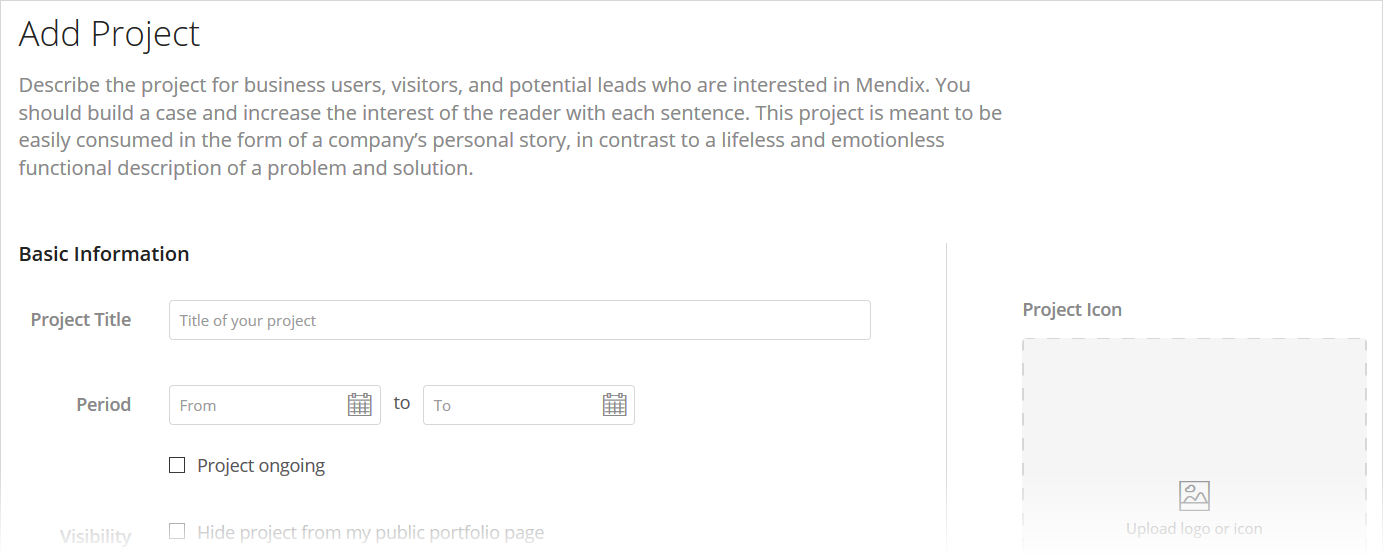 Add Project
Describe the project for business users, visitors, and potential leads who are interested in Mendix. You
should build a case and increase the interest of the reader with each sentence. This project is meant to be
easily consumed in the form of a company’s personal story, in contrast to a lifeless and emotionless
functional description of a problem and solution.
Basic Information
Project Title
Title of your project
Project Icon
Period
From
to
To
Project ongoing
Upload logo or icon
Visibility
Hide project from my public portfolio page